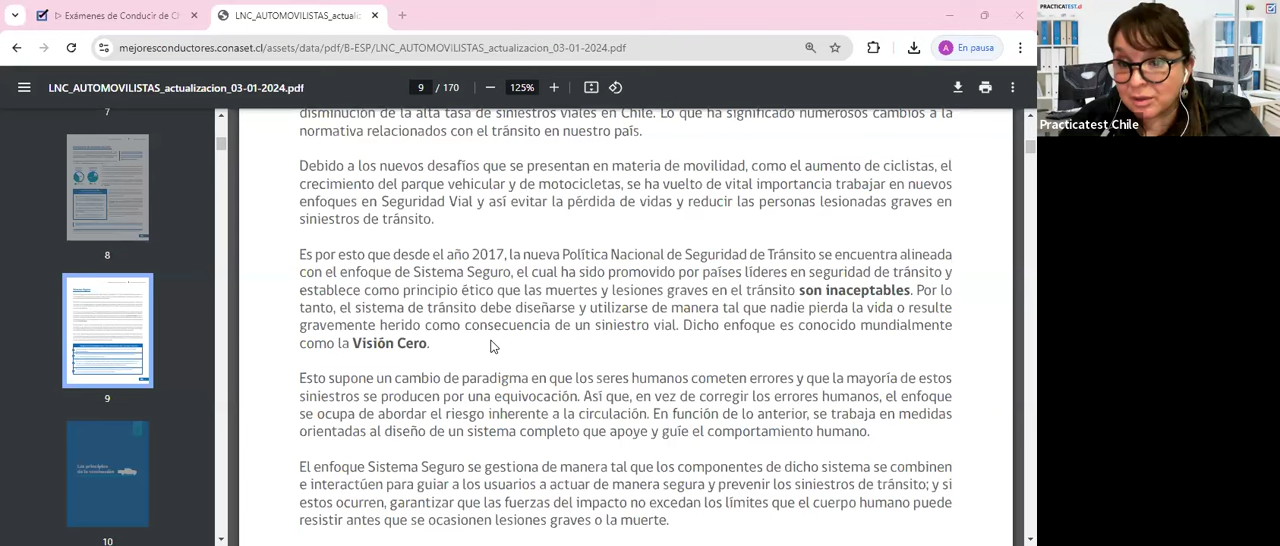 Exámenes de Conducir de Ch
LNC_AUTOMOVILISTAS_actualiz
mejoresconductores.conaset.cl/assets/data/pdf/B-ESP/LNC_AUTOMOVILISTAS_actualizacion_03-01-2024.pdf
A
En pausa
LNC_AUTOMOVILISTAS_actualizacion_03-01-2024.pdf
9 / 170
125%
PRACTICATEST.cl
Practicatest Chile
7
8
9
10
disminución de la alta tasa de siniestros viales en Chile. Lo que ha significado numerosos cambios a la
normativa relacionados con el tránsito en nuestro país.
Debido a los nuevos desafíos que se presentan en materia de movilidad, como el aumento de ciclistas, el
crecimiento del parque vehicular y de motocicletas, se ha vuelto de vital importancia trabajar en nuevos
enfoques en Seguridad Vial y así evitar la pérdida de vidas y reducir las personas lesionadas graves en
siniestros de tránsito.
Es por esto que desde el año 2017, la nueva Política Nacional de Seguridad de Tránsito se encuentra alineada
con el enfoque de Sistema Seguro, el cual ha sido promovido por países líderes en seguridad de tránsito y
establece como principio ético que las muertes y lesiones graves en el tránsito son inaceptables. Por lo
tanto, el sistema de tránsito debe diseñarse y utilizarse de manera tal que nadie pierda la vida o resulte
gravemente herido como consecuencia de un siniestro vial. Dicho enfoque es conocido mundialmente
como la Visión Cero.
Esto supone un cambio de paradigma en que los seres humanos cometen errores y que la mayoría de estos
siniestros se producen por una equivocación. Así que, en vez de corregir los errores humanos, el enfoque
se ocupa de abordar el riesgo inherente a la circulación. En función de lo anterior, se trabaja en medidas
orientadas al diseño de un sistema completo que apoye y guíe el comportamiento humano.
El enfoque Sistema Seguro se gestiona de manera tal que los componentes de dicho sistema se combinen
e interactúen para guiar a los usuarios a actuar de manera segura y prevenir los siniestros de tránsito; y si
estos ocurren, garantizar que las fuerzas del impacto no excedan los límites que el cuerpo humano puede
resistir antes que se ocasionen lesiones graves o la muerte.